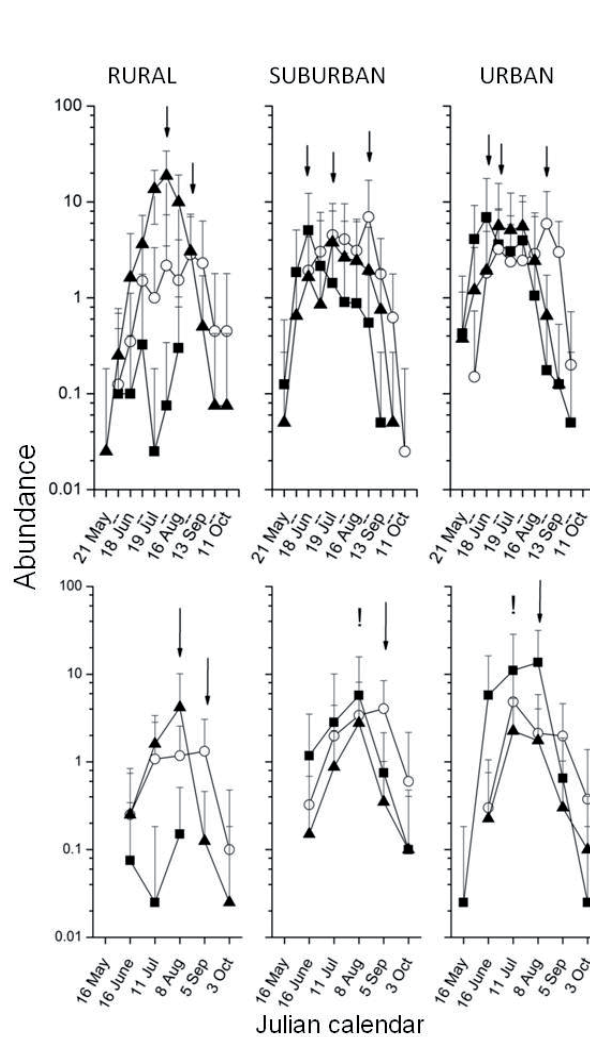 RURAL SUBURBAN URBAN
100
10
1
0.1
0.01
21 May 18 Jun 19 Jul 16 Aug 13 Sep 11 Oct
21 May 18 Jun 19 Jul 16 Aug 13 Sep 11 Oct
21 May 18 Jun 19 Jul 16 Aug 13 Sep 11 Oct
Abundance
! !
100
10
1
0.1
0.01
16 May 16 June 11 Jul 8 Aug 5 Sep 3 Oct
16 May 16 June 11 Jul 8 Aug 5 Sep 3 Oct
16 May 16 June 11 Jul 8 Aug 5 Sep 3 Oct
Julian calendar